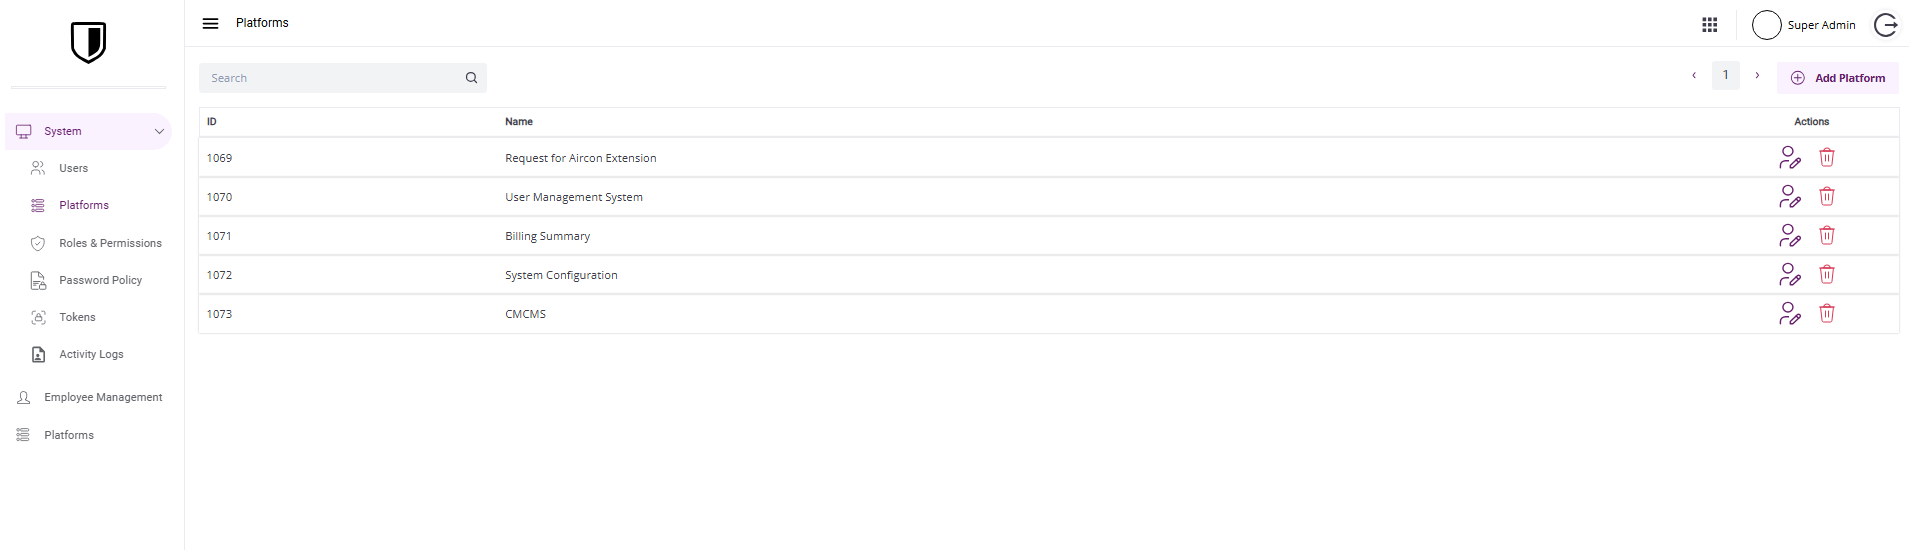 Platforms
Super Admin
Search
1
Add Platform
System
Users
Platforms
Roles & Permissions
Password Policy
Tokens
Activity Logs
Employee Management
Platforms
ID Name Actions
1069 Request for Aircon Extension
1070 User Management System
1071 Billing Summary
1072 System Configuration
1073 CMCMS